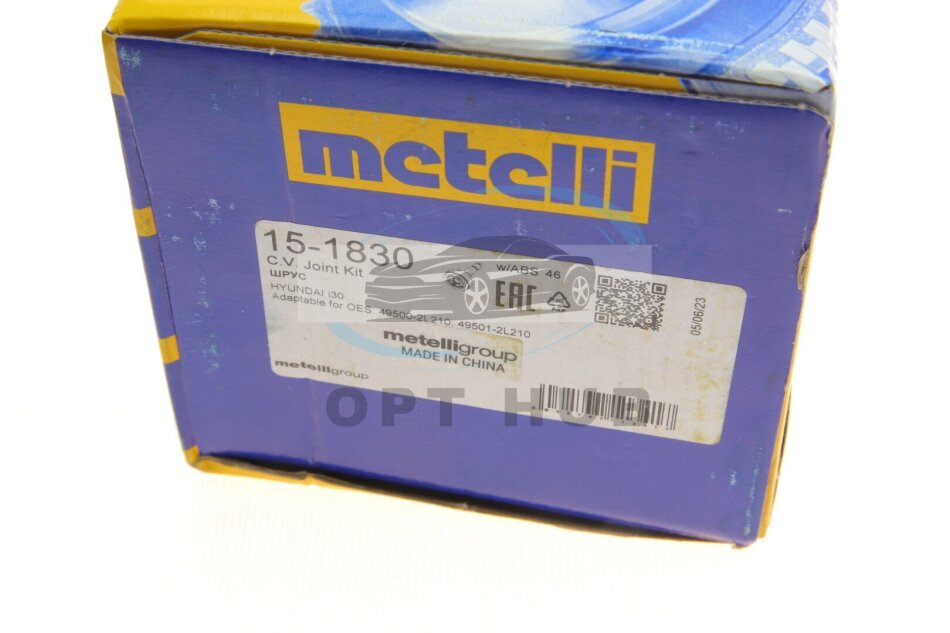 metelli
15-1830
C.V. Joint Kit
w/ABS 46
ШРУС
HYUNDAI i30
Adaptable for OES 49500-2L210, 49501-2L210
EAC
PAP
05/06/23
metelligroup
MADE IN CHINA
metelligroup
OPT HUB